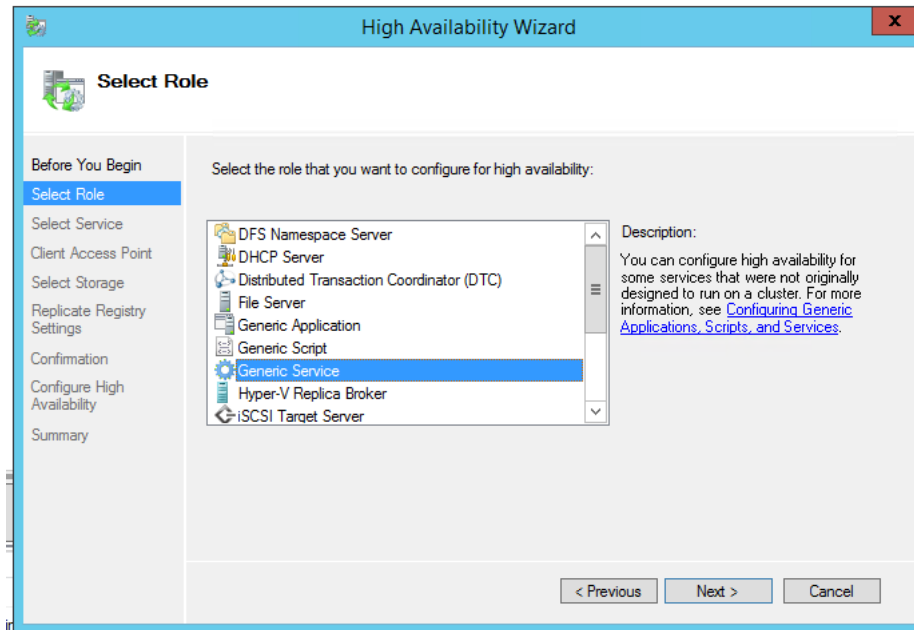 High Availability Wizard
x
Select Role
Before You Begin
Select Role
Select Service
Client Access Point
Select Storage
Replicate Registry
Settings
Confirmation
Configure High
Availability
Summary
Select the role that you want to configure for high availability:
DFS Namespace Server
DHCP Server
Distributed Transaction Coordinator (DTC)
File Server
Generic Application
Generic Script
Generic Service
Hyper-V Replica Broker
iSCSI Target Server
Description:
You can configure high availability for
some services that were not originally
designed to run on a cluster. For more
information, see Configuring Generic
Applications, Scripts, and Services.
< Previous
Next >
Cancel